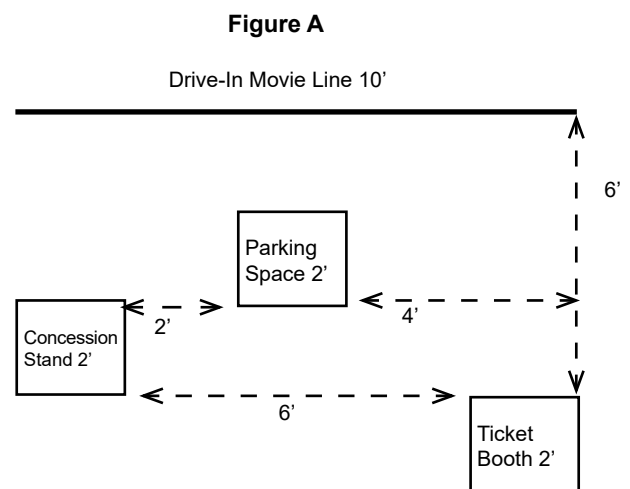 Figure A
Drive-In Movie Line 10’
6’
Parking
Space 2’
2’
4’
Concession
Stand 2’
6’
Ticket
Booth 2’